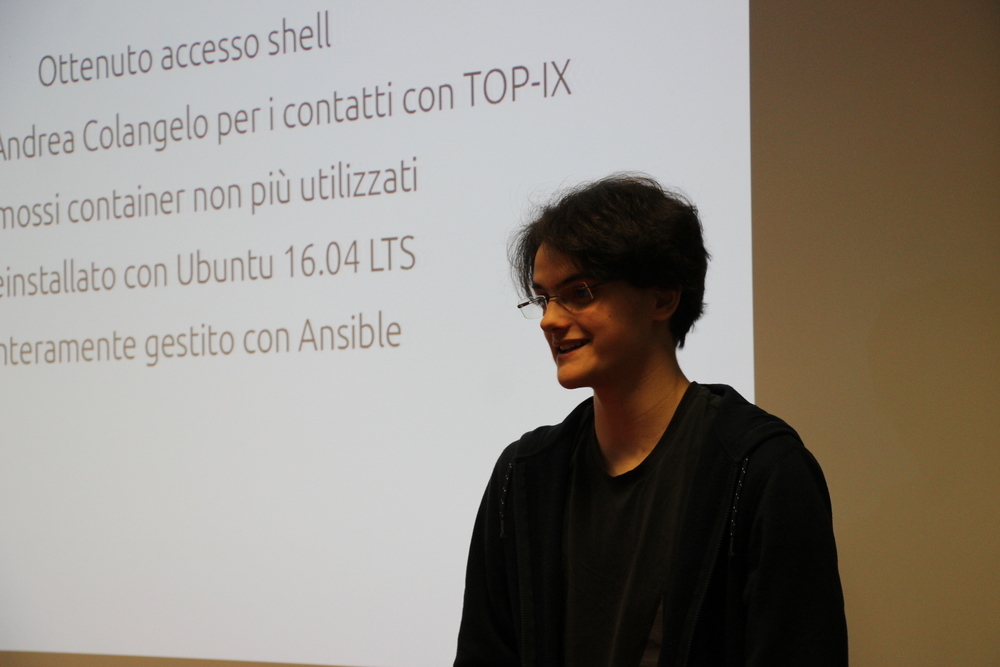 Ottenuto accesso shell
Andrea Colangelo per i contatti con TOP-IX
mossi container non più utilizzati
einstallato con Ubuntu 16.04 LTS
nteramente gestito con Ansible